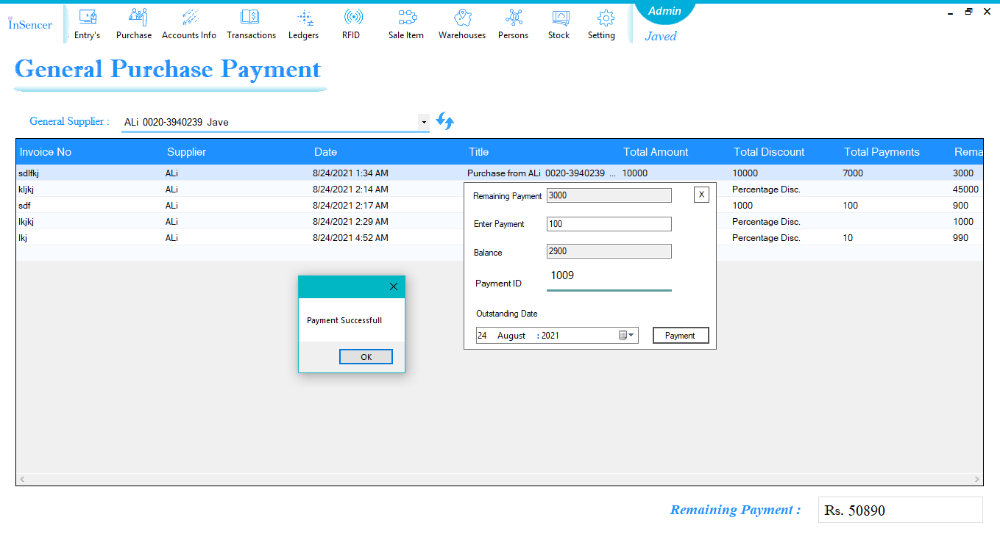 InSencer
Entry's Purchase Accounts Info Transactions Ledgers RFID Sale Item Warehouses Persons Stock Setting
Admin
Javed
General Purchase Payment
General Supplier : ALi 0020-3940239 Jave
Invoice No Supplier Date Title Total Amount Total Discount Total Payments Rema
sdlfkj ALi 8/24/2021 1:34 AM Purchase from ALi 0020-3940239 ... 10000 10000 7000 3000
kljkj ALi 8/24/2021 2:14 AM Percentage Disc. 45000
sdf ALi 8/24/2021 2:17 AM 1000 100 900
lkjkj ALi 8/24/2021 2:29 AM Percentage Disc. 1000
lkj ALi 8/24/2021 4:52 AM Percentage Disc. 10 990
Remaining Payment 3000 X
Enter Payment 100
Balance 2900
Payment ID 1009
Outstanding Date
24 August : 2021 Payment
Payment Successfull
OK
Remaining Payment : Rs. 50890